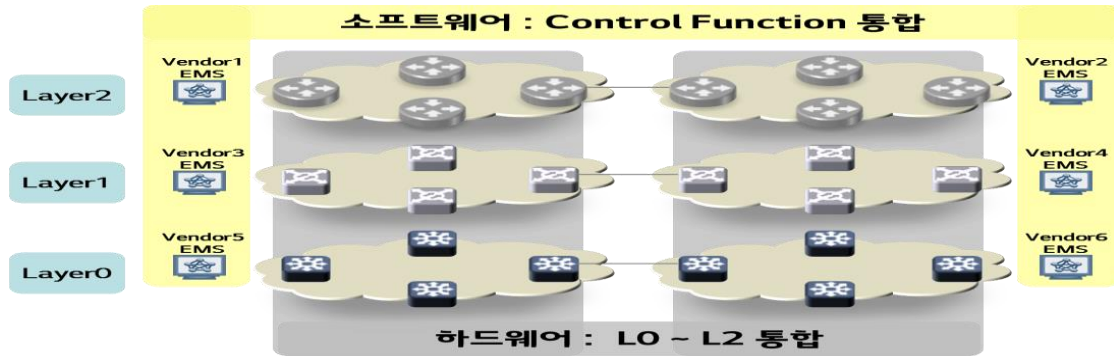 소프트웨어 : Control Function 통합
Vendor1
EMS
Vendor2
EMS
Layer2
Vendor3
EMS
Vendor4
EMS
Layer1
Vendor5
EMS
Vendor6
EMS
Layer0
하드웨어 : L0 ~ L2 통합